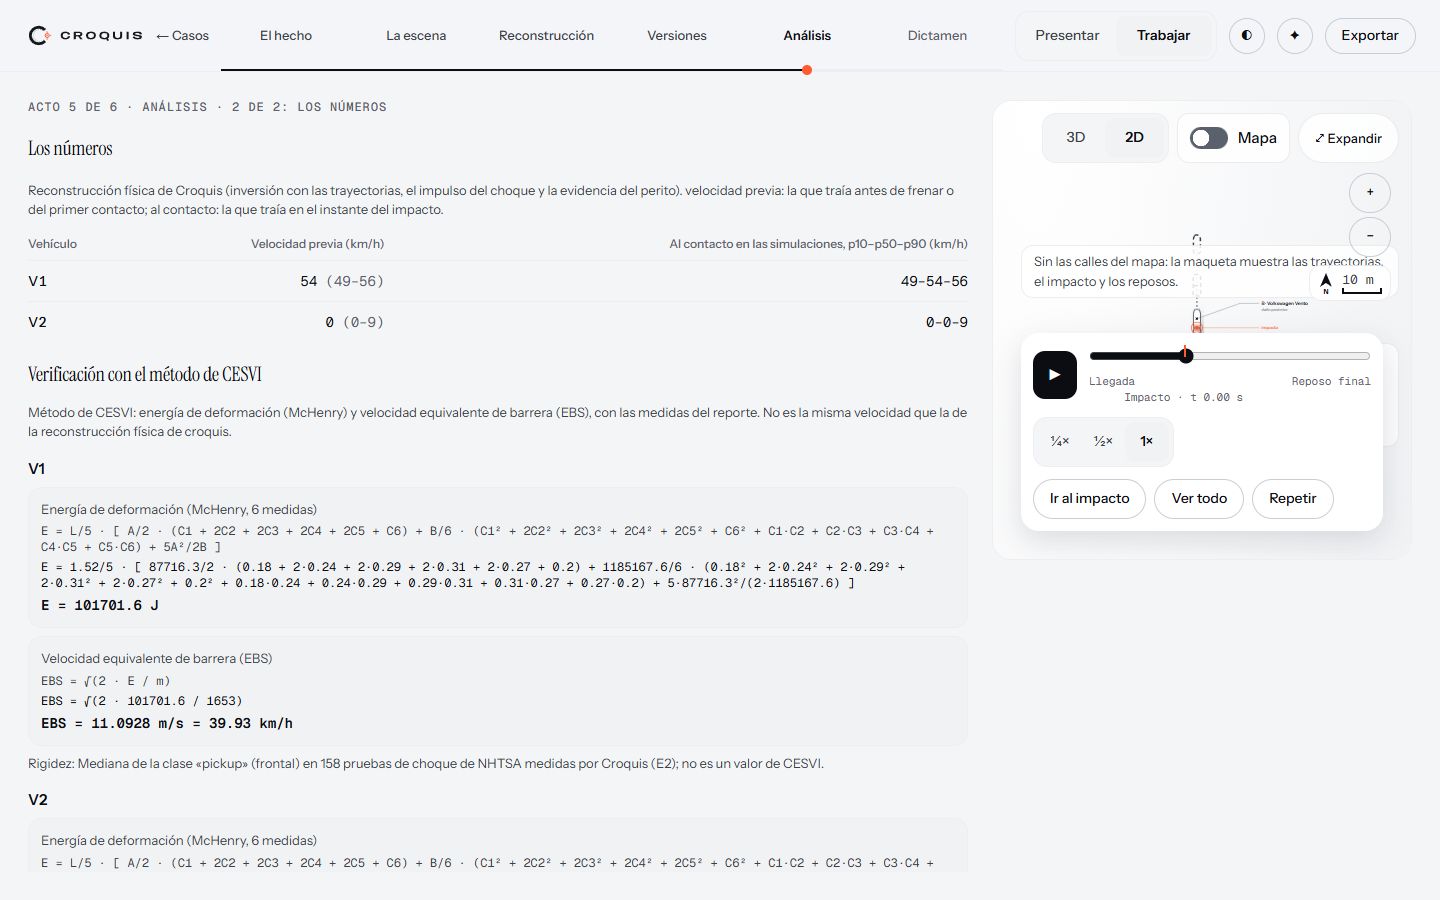 CROQUIS
← Casos
El hecho
La escena
Reconstrucción
Versiones
Análisis
Dictamen
Presentar
Trabajar
Exportar
ACTO 5 DE 6 · ANÁLISIS · 2 DE 2: LOS NÚMEROS
Los números
Reconstrucción física de Croquis (inversión con las trayectorias, el impulso del choque y la evidencia del perito). velocidad previa: la que traía antes de frenar o
del primer contacto; al contacto: la que traía en el instante del impacto.
Vehículo Velocidad previa (km/h) Al contacto en las simulaciones, p10–p50–p90 (km/h)
V1 54 (49–56) 49-54-56
V2 0 (0–9) 0-0-9
Verificación con el método de CESVI
Método de CESVI: energía de deformación (McHenry) y velocidad equivalente de barrera (EBS), con las medidas del reporte. No es la misma velocidad que la de
la reconstrucción física de croquis.
V1
Energía de deformación (McHenry, 6 medidas)
E = L/5 · [ A/2 · (C1 + 2C2 + 2C3 + 2C4 + 2C5 + C6) + B/6 · (C1² + 2C2² + 2C3² + 2C4² + 2C5² + C6² + C1·C2 + C2·C3 + C3·C4 +
C4·C5 + C5·C6) + 5A²/2B ]
E = 1.52/5 · [ 87716.3/2 · (0.18 + 2·0.24 + 2·0.29 + 2·0.31 + 2·0.27 + 0.2) + 1185167.6/6 · (0.18² + 2·0.24² + 2·0.29² +
2·0.31² + 2·0.27² + 0.2² + 0.18·0.24 + 0.24·0.29 + 0.29·0.31 + 0.31·0.27 + 0.27·0.2) + 5·87716.3²/(2·1185167.6) ]
E = 101701.6 J
Velocidad equivalente de barrera (EBS)
EBS = √(2 · E / m)
EBS = √(2 · 101701.6 / 1653)
EBS = 11.0928 m/s = 39.93 km/h
Rigidez: Mediana de la clase «pickup» (frontal) en 158 pruebas de choque de NHTSA medidas por Croquis (E2); no es un valor de CESVI.
V2
Energía de deformación (McHenry, 6 medidas)
E = L/5 · [ A/2 · (C1 + 2C2 + 2C3 + 2C4 + 2C5 + C6) + B/6 · (C1² + 2C2² + 2C3² + 2C4² + 2C5² + C6² + C1·C2 + C2·C3 + C3·C4 +
3D
2D
Mapa
⤢ Expandir
+
−
Sin las calles del mapa: la maqueta muestra las trayectorias,
el impacto y los reposos.
N
10 m
Volkswagen Vento
Impacto
Llegada
Reposo final
Impacto · t 0.00 s
¼×
½×
1×
Ir al impacto
Ver todo
Repetir